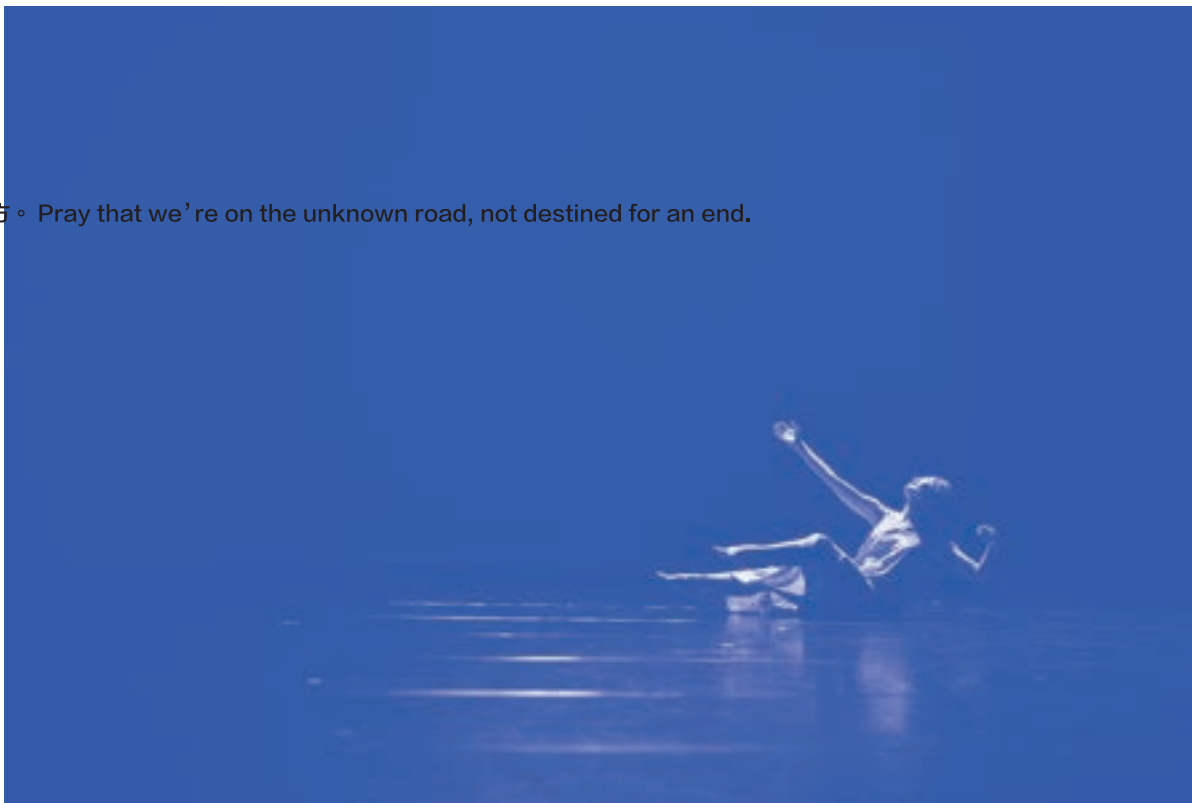 。 Pray that we’re on the unknown road, not destined for an end.